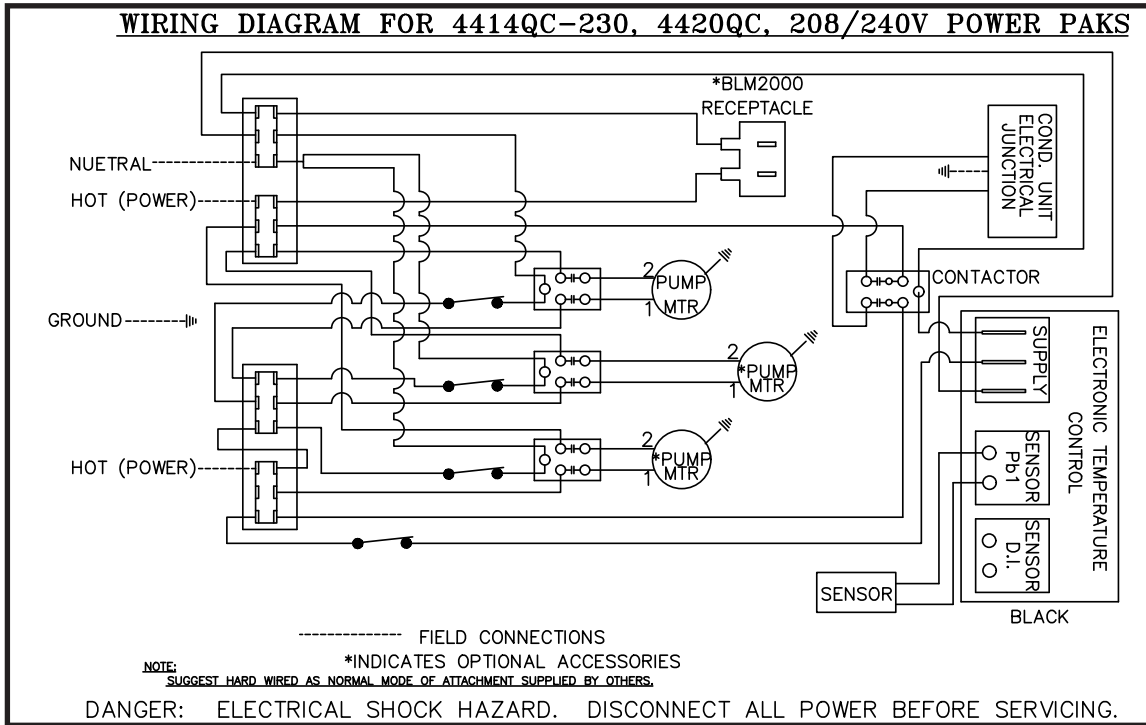 WIRING DIAGRAM FOR 4414QC-230, 4420QC, 208/240V POWER PAKS
*BLM2000
RECEPTACLE
COND. UNIT
ELECTRICAL
JUNCTION
NUETRAL
HOT (POWER)
2
PUMP
1 MTR
CONTACTOR
GROUND
2
*PUMP
1 MTR
SUPPLY
ELECTRONIC TEMPERATURE
CONTROL
2
*PUMP
1 MTR
HOT (POWER)
SENSOR
Pb1
SENSOR
D.I.
SENSOR
BLACK
FIELD CONNECTIONS
*INDICATES OPTIONAL ACCESSORIES
NOTE:
SUGGEST HARD WIRED AS NORMAL MODE OF ATTACHMENT SUPPLIED BY OTHERS.
DANGER: ELECTRICAL SHOCK HAZARD. DISCONNECT ALL POWER BEFORE SERVICING.